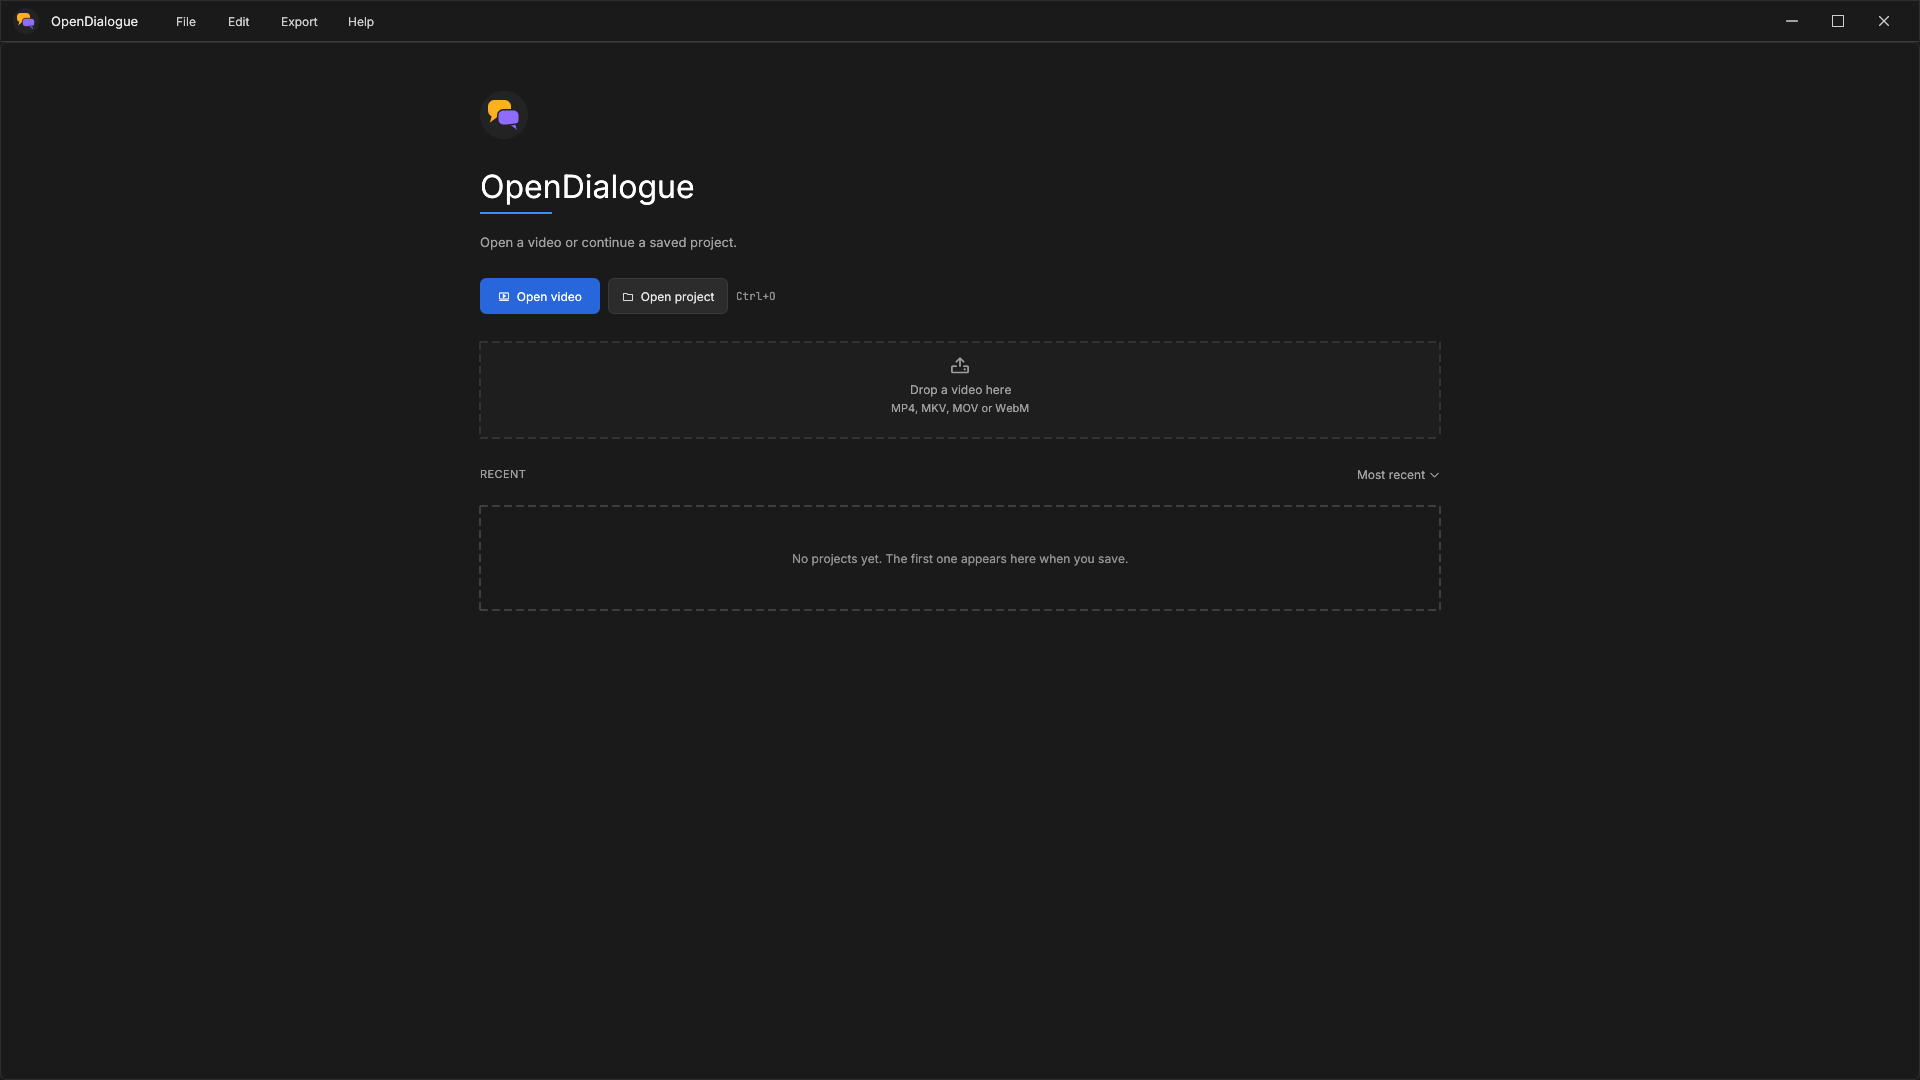 OpenDialogue File Edit Export Help
OpenDialogue
Open a video or continue a saved project.
Open video Open project Ctrl+O
Drop a video here
MP4, MKV, MOV or WebM
RECENT Most recent
No projects yet. The first one appears here when you save.